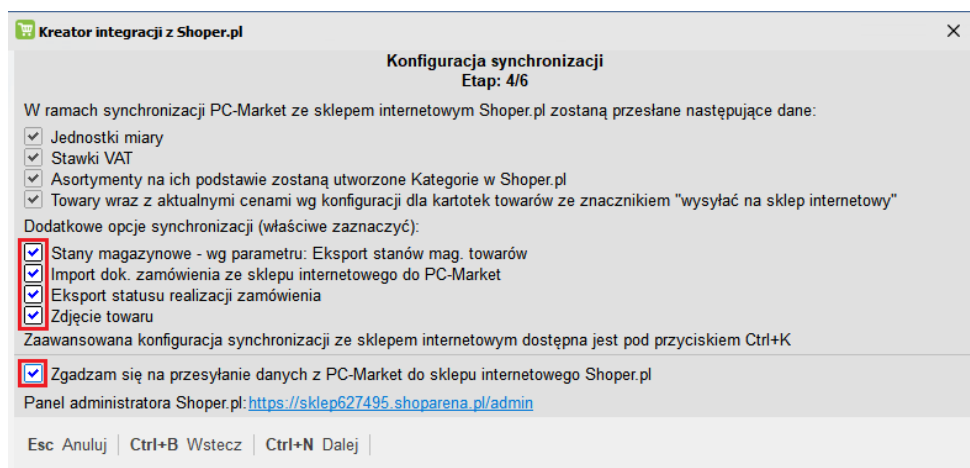 Kreator integracji z Shoper.pl
Konfiguracja synchronizacji
Etap: 4/6
W ramach synchronizacji PC-Market ze sklepem internetowym Shoper.pl zostaną przesłane następujące dane:
Jednostki miary
Stawki VAT
Asortymenty na ich podstawie zostaną utworzone Kategorie w Shoper.pl
Towary wraz z aktualnymi cenami wg konfiguracji dla kartotek towarów ze znacznikiem "wysyłać na sklep internetowy"
Dodatkowe opcje synchronizacji (właściwe zaznaczyć):
Stany magazynowe - wg parametru: Eksport stanów mag. towarów
Import dok. zamówienia ze sklepu internetowego do PC-Market
Eksport statusu realizacji zamówienia
Zdjęcie towaru
Zaawansowana konfiguracja synchronizacji ze sklepem internetowym dostępna jest pod przyciskiem Ctrl+K
Zgadzam się na przesyłanie danych z PC-Market do sklepu internetowego Shoper.pl
Panel administratora Shoper.pl: https://sklep627495.shoparena.pl/admin
Esc Anuluj | Ctrl+B Wstecz | Ctrl+N Dalej |